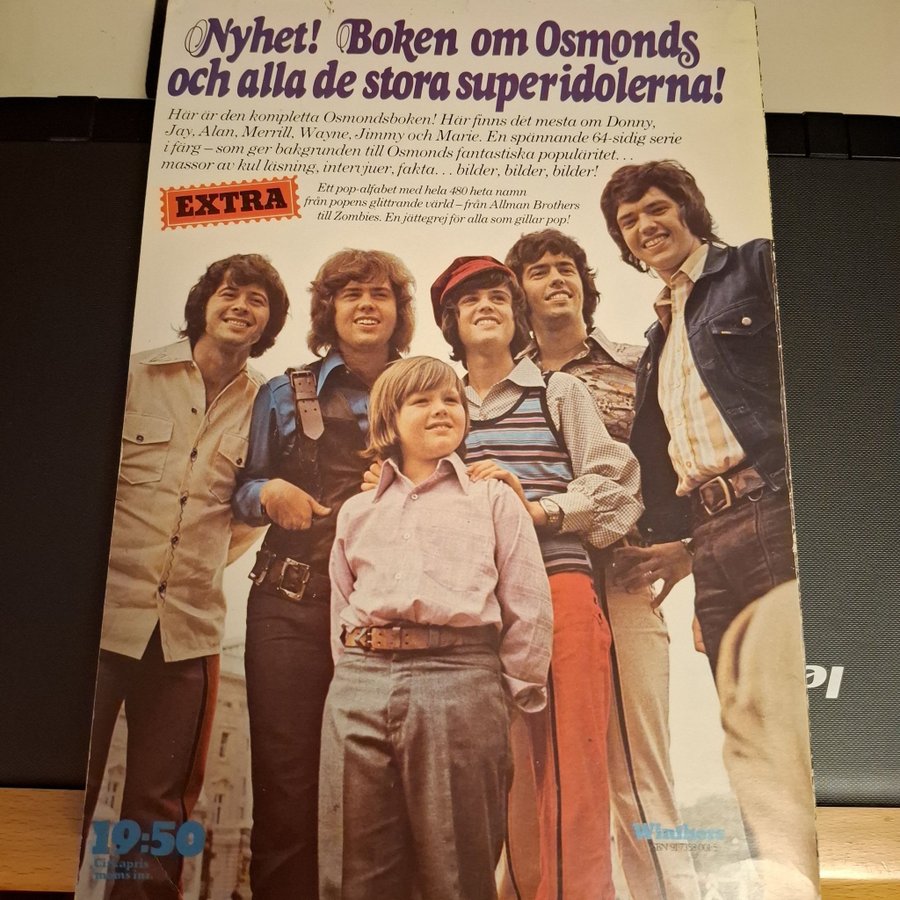 Nyhet! Boken om Osmonds
och alla de stora superidolerna!
Här är den kompletta Osmondsboken! Här finns det mesta om Donny,
Jay, Alan, Merrill, Wayne, Jimmy och Marie. En spännande 64-sidig serie
i färg – som ger bakgrunden till Osmonds fantastiska popularitet...
massor av kul läsning, intervjuer, fakta... bilder, bilder, bilder!
EXTRA
Ett pop-alfabet med hela 480 heta namn
från popens glittrande värld – från Allman Brothers
till Zombies. En jättegrej för alla som gillar pop!
19:50
Cirkapris
moms ink.
Winthers